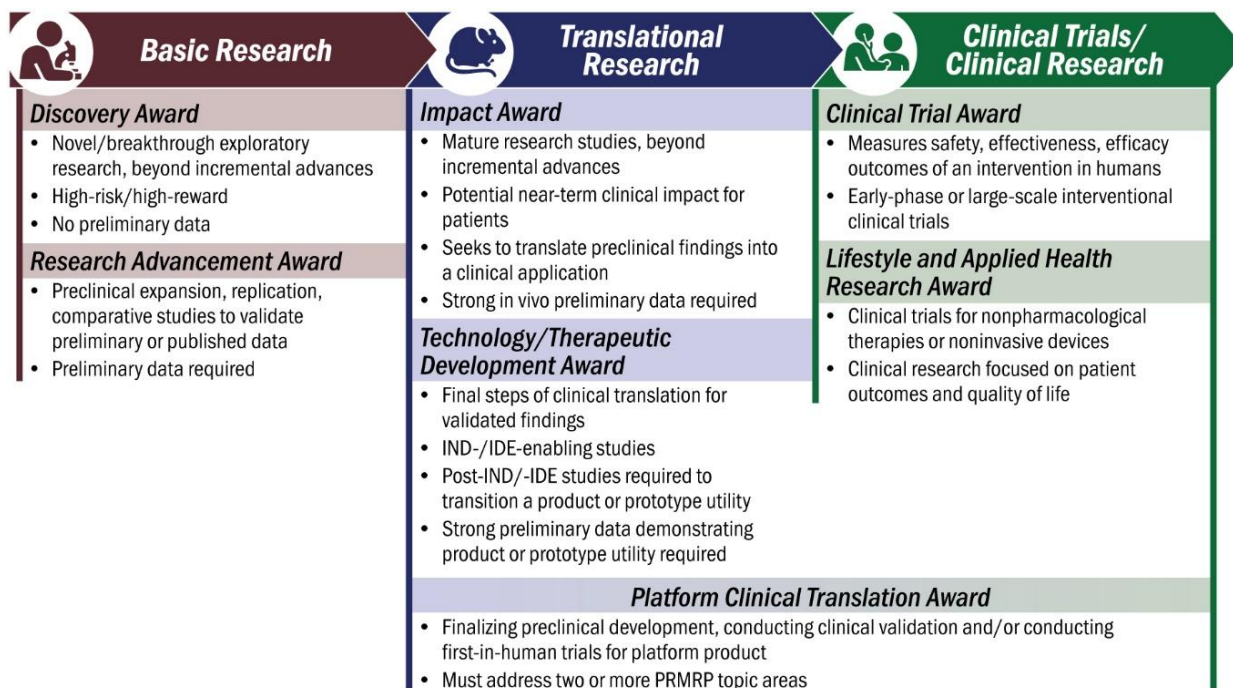 Basic Research
Translational
Research
Clinical Trials/
Clinical Research
Discovery Award
• Novel/breakthrough exploratory
research, beyond incremental advances
• High-risk/high-reward
• No preliminary data
Research Advancement Award
• Preclinical expansion, replication,
comparative studies to validate
preliminary or published data
• Preliminary data required
Impact Award
• Mature research studies, beyond
incremental advances
• Potential near-term clinical impact for
patients
• Seeks to translate preclinical findings into
a clinical application
• Strong in vivo preliminary data required
Technology/Therapeutic
Development Award
• Final steps of clinical translation for
validated findings
• IND-/IDE-enabling studies
• Post-IND/-IDE studies required to
transition a product or prototype utility
• Strong preliminary data demonstrating
product or prototype utility required
Clinical Trial Award
• Measures safety, effectiveness, efficacy
outcomes of an intervention in humans
• Early-phase or large-scale interventional
clinical trials
Lifestyle and Applied Health
Research Award
• Clinical trials for nonpharmacological
therapies or noninvasive devices
• Clinical research focused on patient
outcomes and quality of life
Platform Clinical Translation Award
• Finalizing preclinical development, conducting clinical validation and/or conducting
first-in-human trials for platform product
• Must address two or more PRMRP topic areas